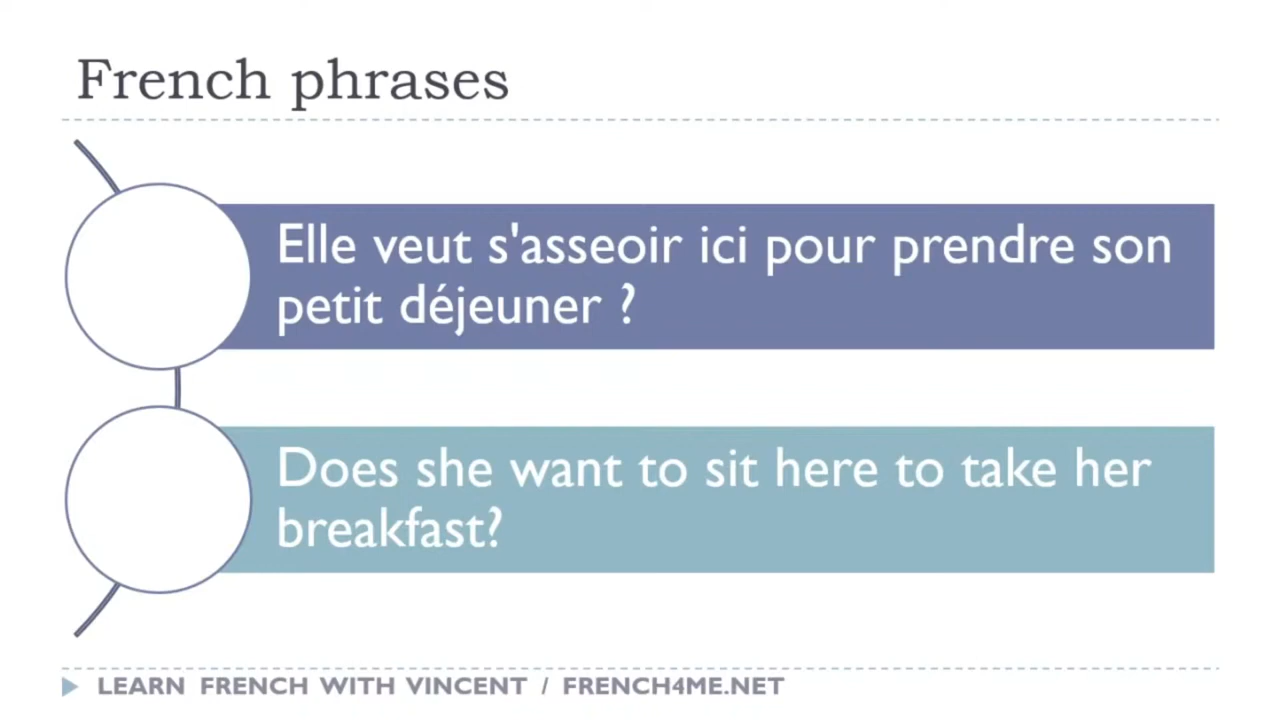 French phrases
Elle veut s'asseoir ici pour prendre son
petit déjeuner ?
Does she want to sit here to take her
breakfast?
LEARN FRENCH WITH VINCENT / FRENCH4ME.NET